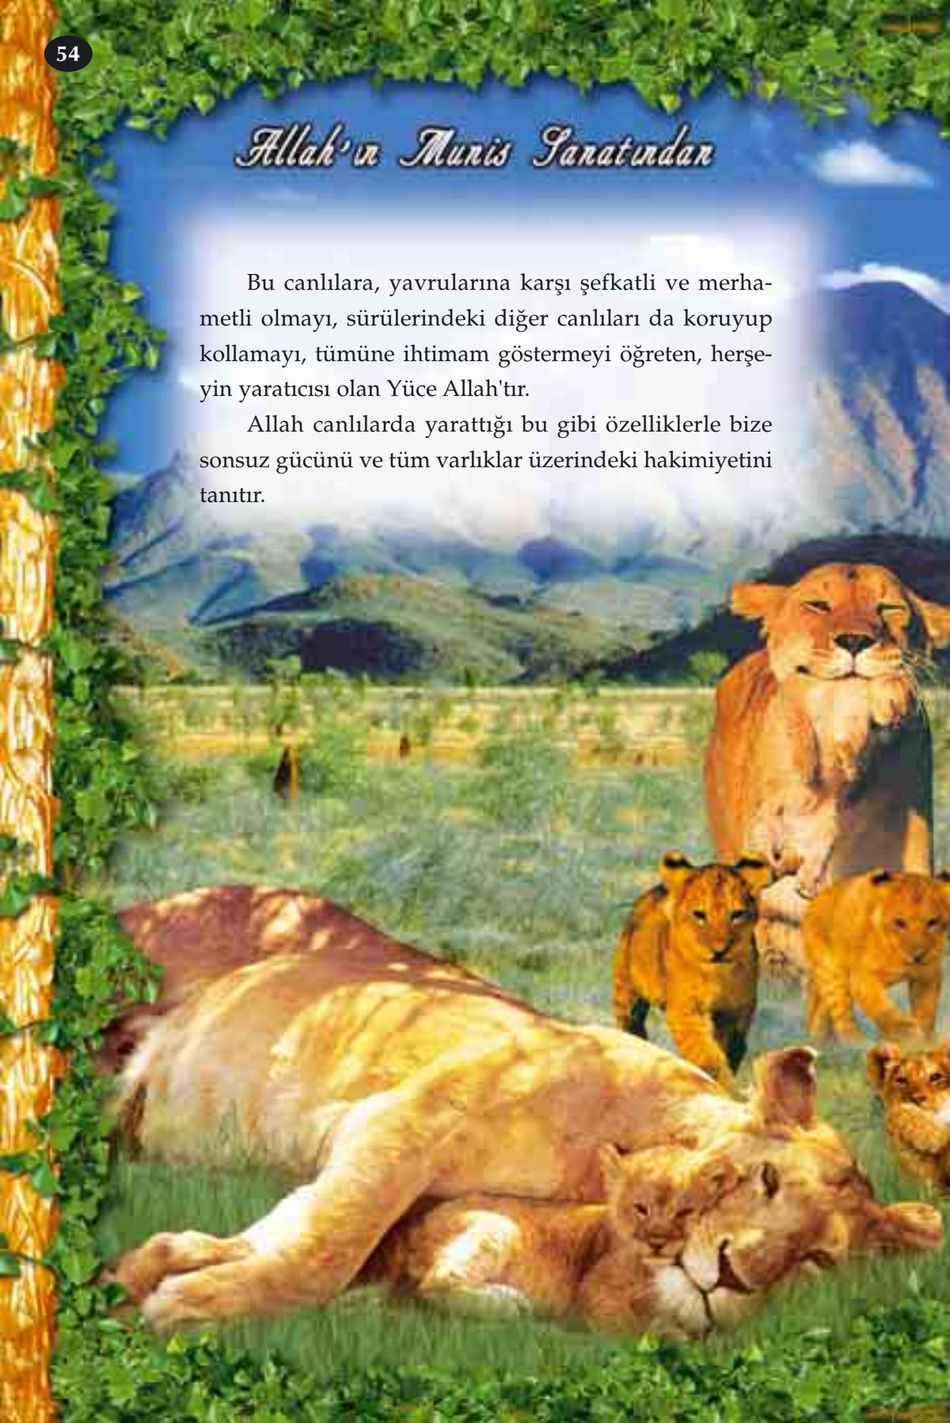 54
Allah'ın Munis Sanatından
Bu canlılara, yavrularına karşı şefkatli ve merha-
metli olmayı, sürülerindeki diğer canlıları da koruyup
kollamayı, tümüne ihtimam göstermeyi öğreten, herşe-
yin yaratıcısı olan Yüce Allah'tır.
Allah canlılarda yarattığı bu gibi özelliklerle bize
sonsuz gücünü ve tüm varlıklar üzerindeki hakimiyetini
tanıtır.